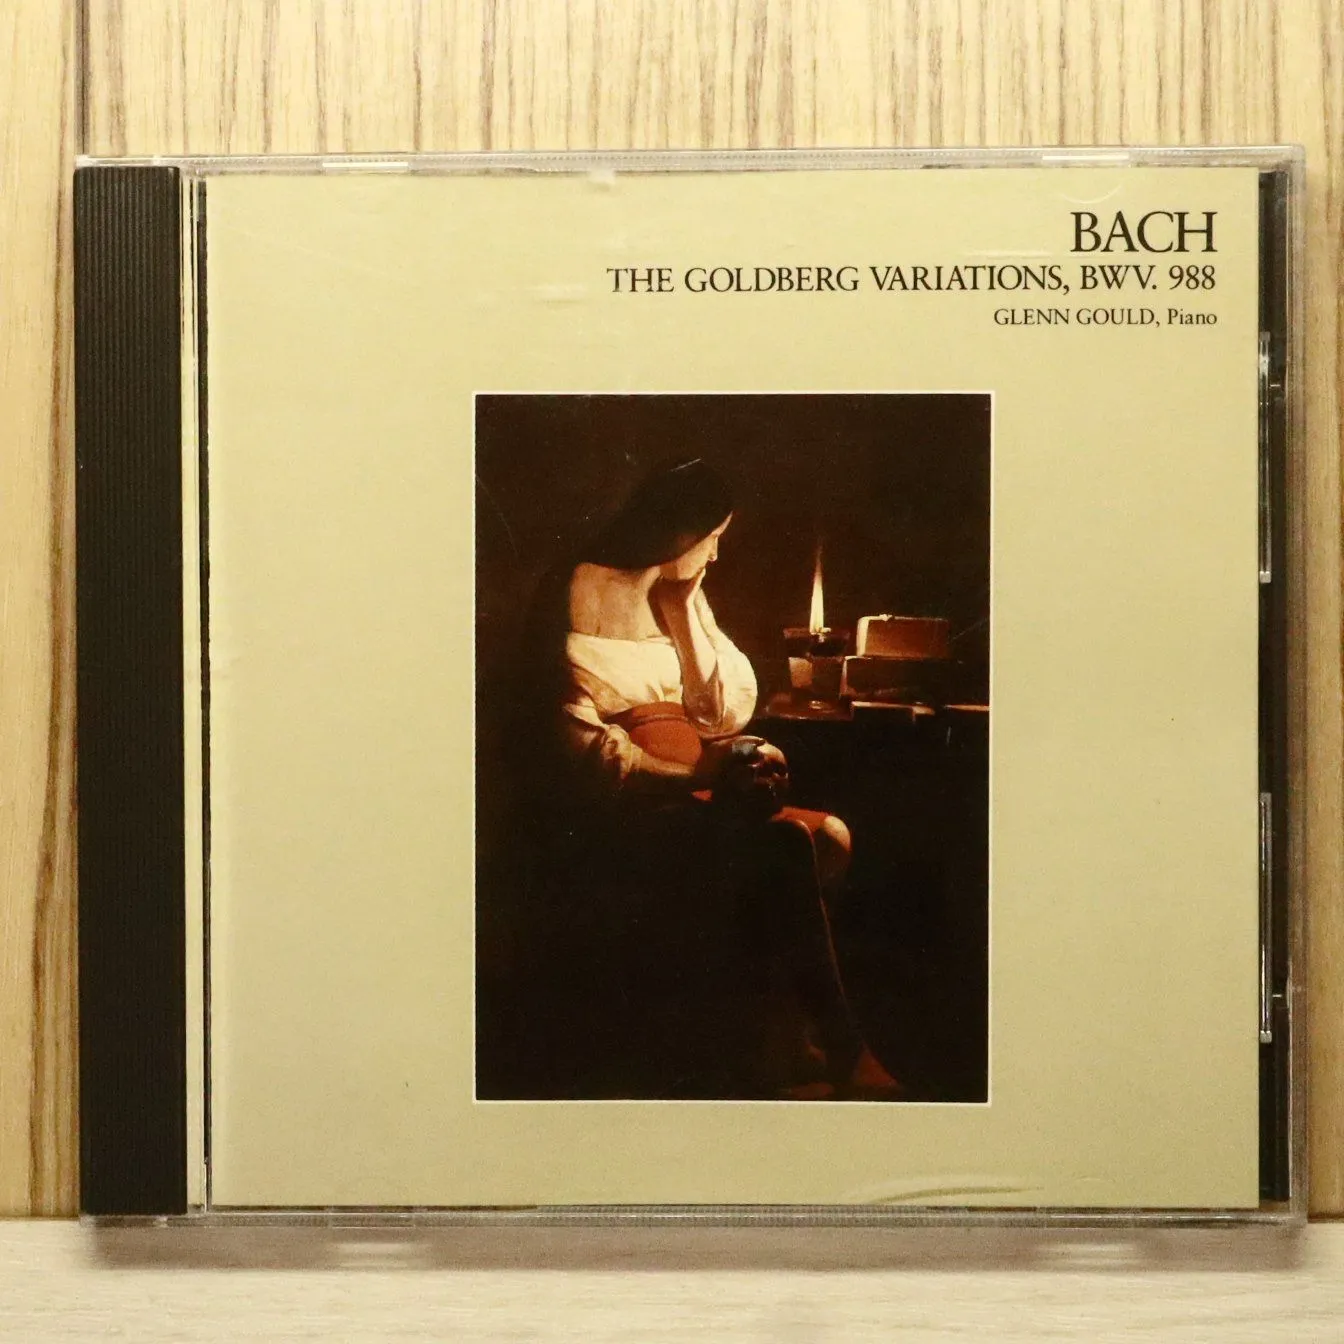 BACH
THE GOLDBERG VARIATIONS, BWV. 988
GLENN GOULD, Piano